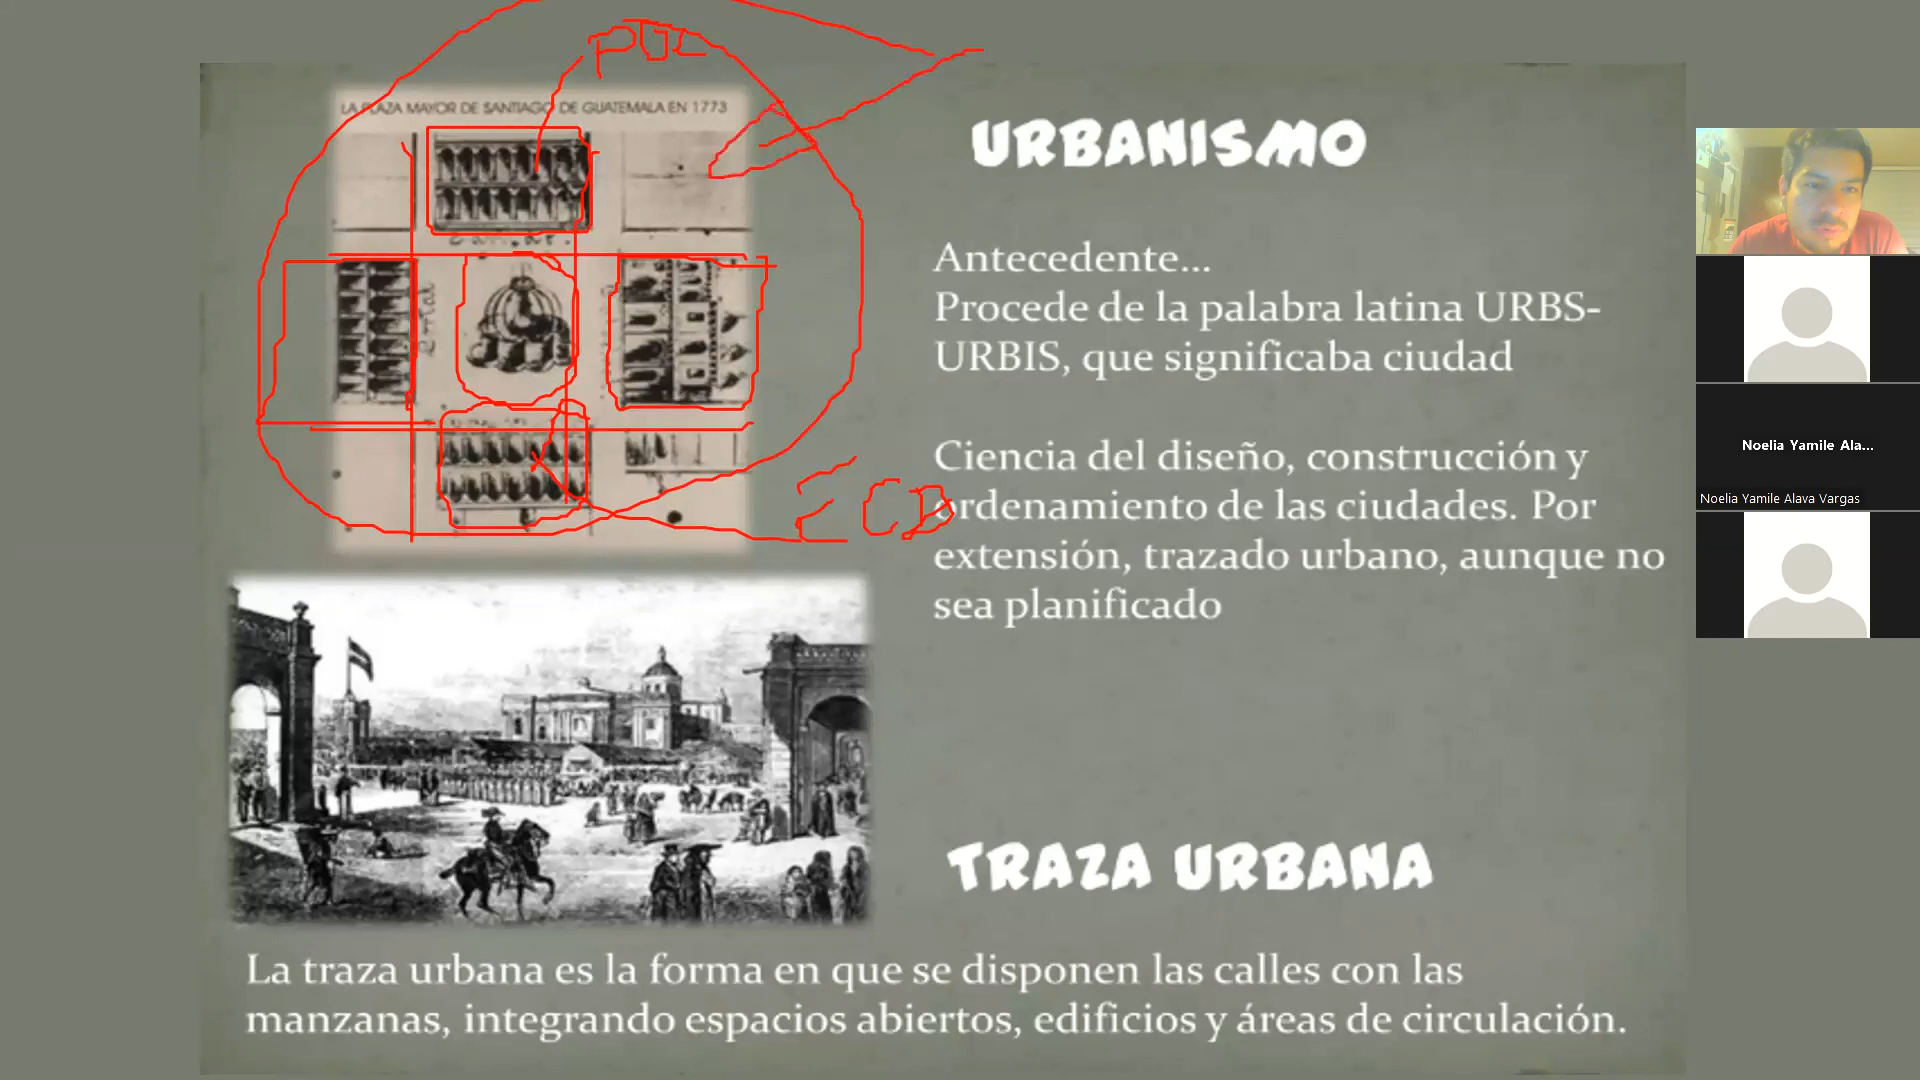 POL
LA PLAZA MAYOR DE SANTIAGO DE GUATEMALA EN 1773
URBANISMO
Antecedente...
Procede de la palabra latina URBS-
URBIS, que significaba ciudad
Ciencia del diseño, construcción y
ordenamiento de las ciudades. Por
extensión, trazado urbano, aunque no
sea planificado
Portal
TRAZA URBANA
La traza urbana es la forma en que se disponen las calles con las
manzanas, integrando espacios abiertos, edificios y áreas de circulación.
Noelia Yamile Ala...
Noelia Yamile Alava Vargas